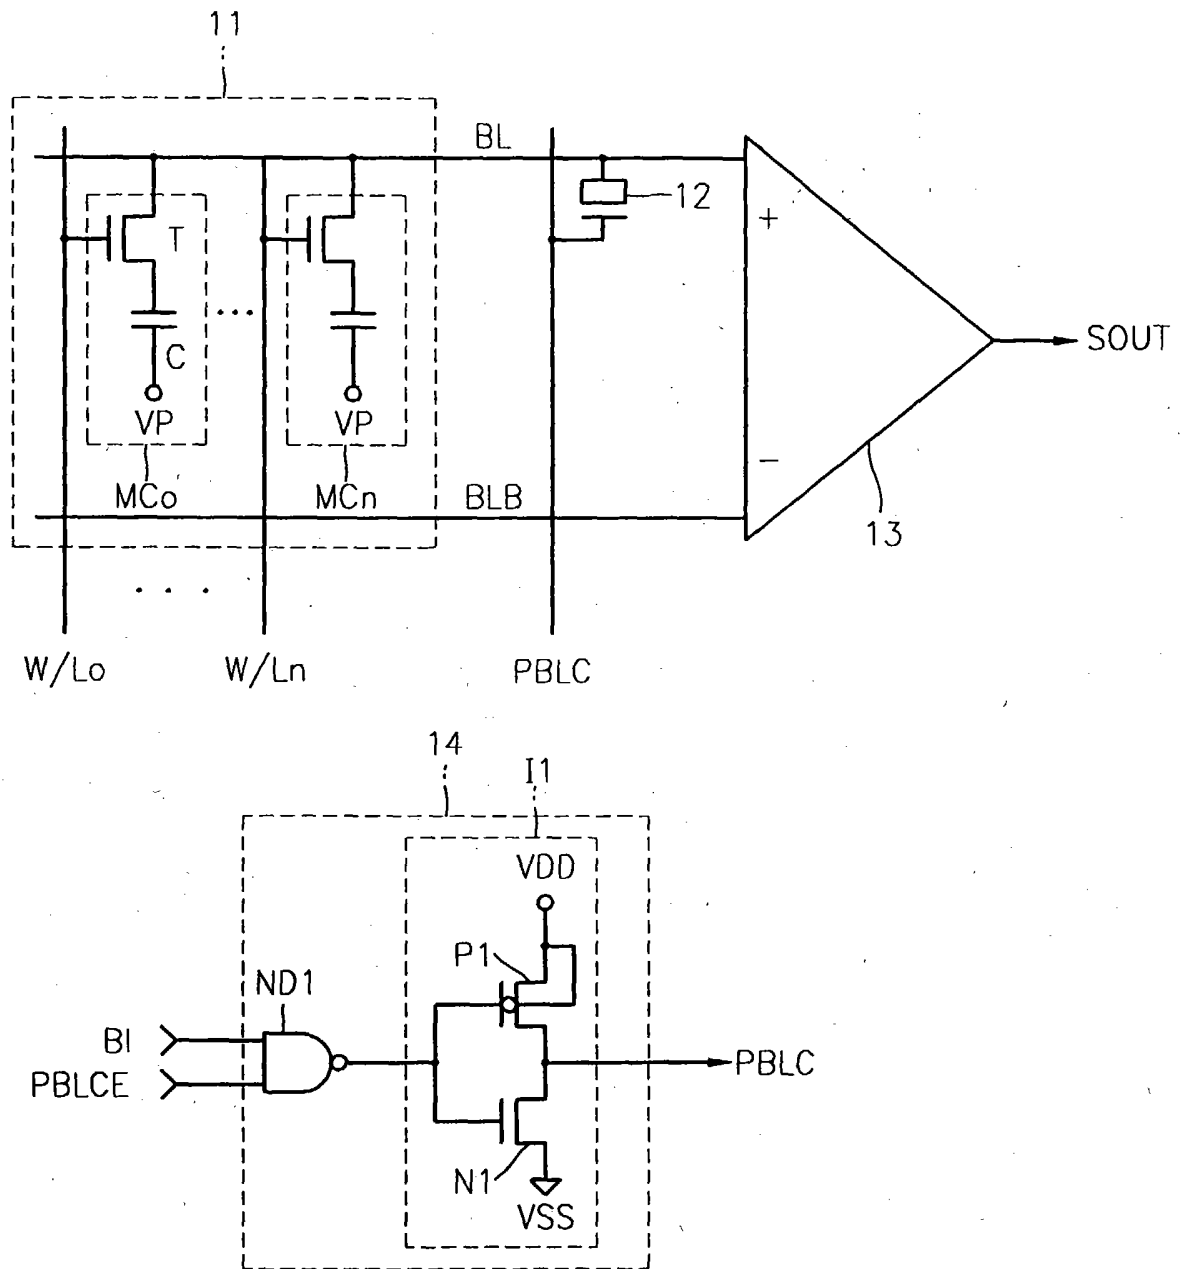 11
BL
12
+
T
C
VP
VP
SOUT
MCo
MCn
BLB
−
13
W/Lo
W/Ln
PBLC
14
I1
VDD
P1
ND1
BI
PBLCE
PBLC
N1
VSS